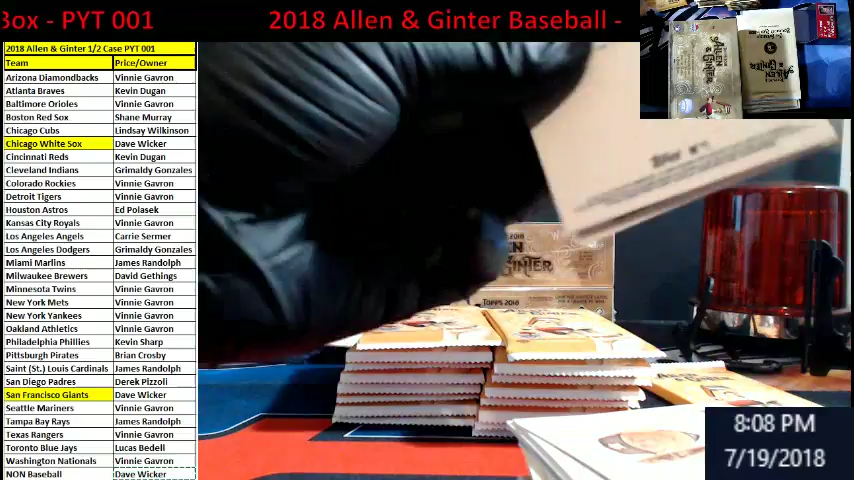 Box - PYT 001
2018 Allen & Ginter Baseball -
2018 Allen & Ginter 1/2 Case PYT 001
Team Price/Owner
Arizona Diamondbacks Vinnie Gavron
Atlanta Braves Kevin Dugan
Baltimore Orioles Vinnie Gavron
Boston Red Sox Shane Murray
Chicago Cubs Lindsay Wilkinson
Chicago White Sox Dave Wicker
Cincinnati Reds Kevin Dugan
Cleveland Indians Grimaldy Gonzales
Colorado Rockies Vinnie Gavron
Detroit Tigers Vinnie Gavron
Houston Astros Ed Polasek
Kansas City Royals Vinnie Gavron
Los Angeles Angels Carrie Sermer
Los Angeles Dodgers Grimaldy Gonzales
Miami Marlins James Randolph
Milwaukee Brewers David Gethings
Minnesota Twins Vinnie Gavron
New York Mets Vinnie Gavron
New York Yankees Vinnie Gavron
Oakland Athletics Vinnie Gavron
Philadelphia Phillies Kevin Sharp
Pittsburgh Pirates Brian Crosby
Saint (St.) Louis Cardinals James Randolph
San Diego Padres Derek Pizzoli
San Francisco Giants Dave Wicker
Seattle Mariners Vinnie Gavron
Tampa Bay Rays James Randolph
Texas Rangers Vinnie Gavron
Toronto Blue Jays Lucas Bedell
Washington Nationals Vinnie Gavron
NON Baseball Dave Wicker
ALLEN & GINTER
ALLEN & GINTER
GINTER
TOPPS 2018
8:08 PM
7/19/2018